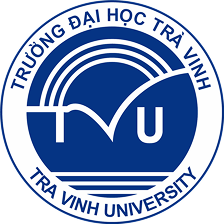 TRƯỜNG ĐẠI HỌC TRÀ VINH
TVU
TRA VINH UNIVERSITY